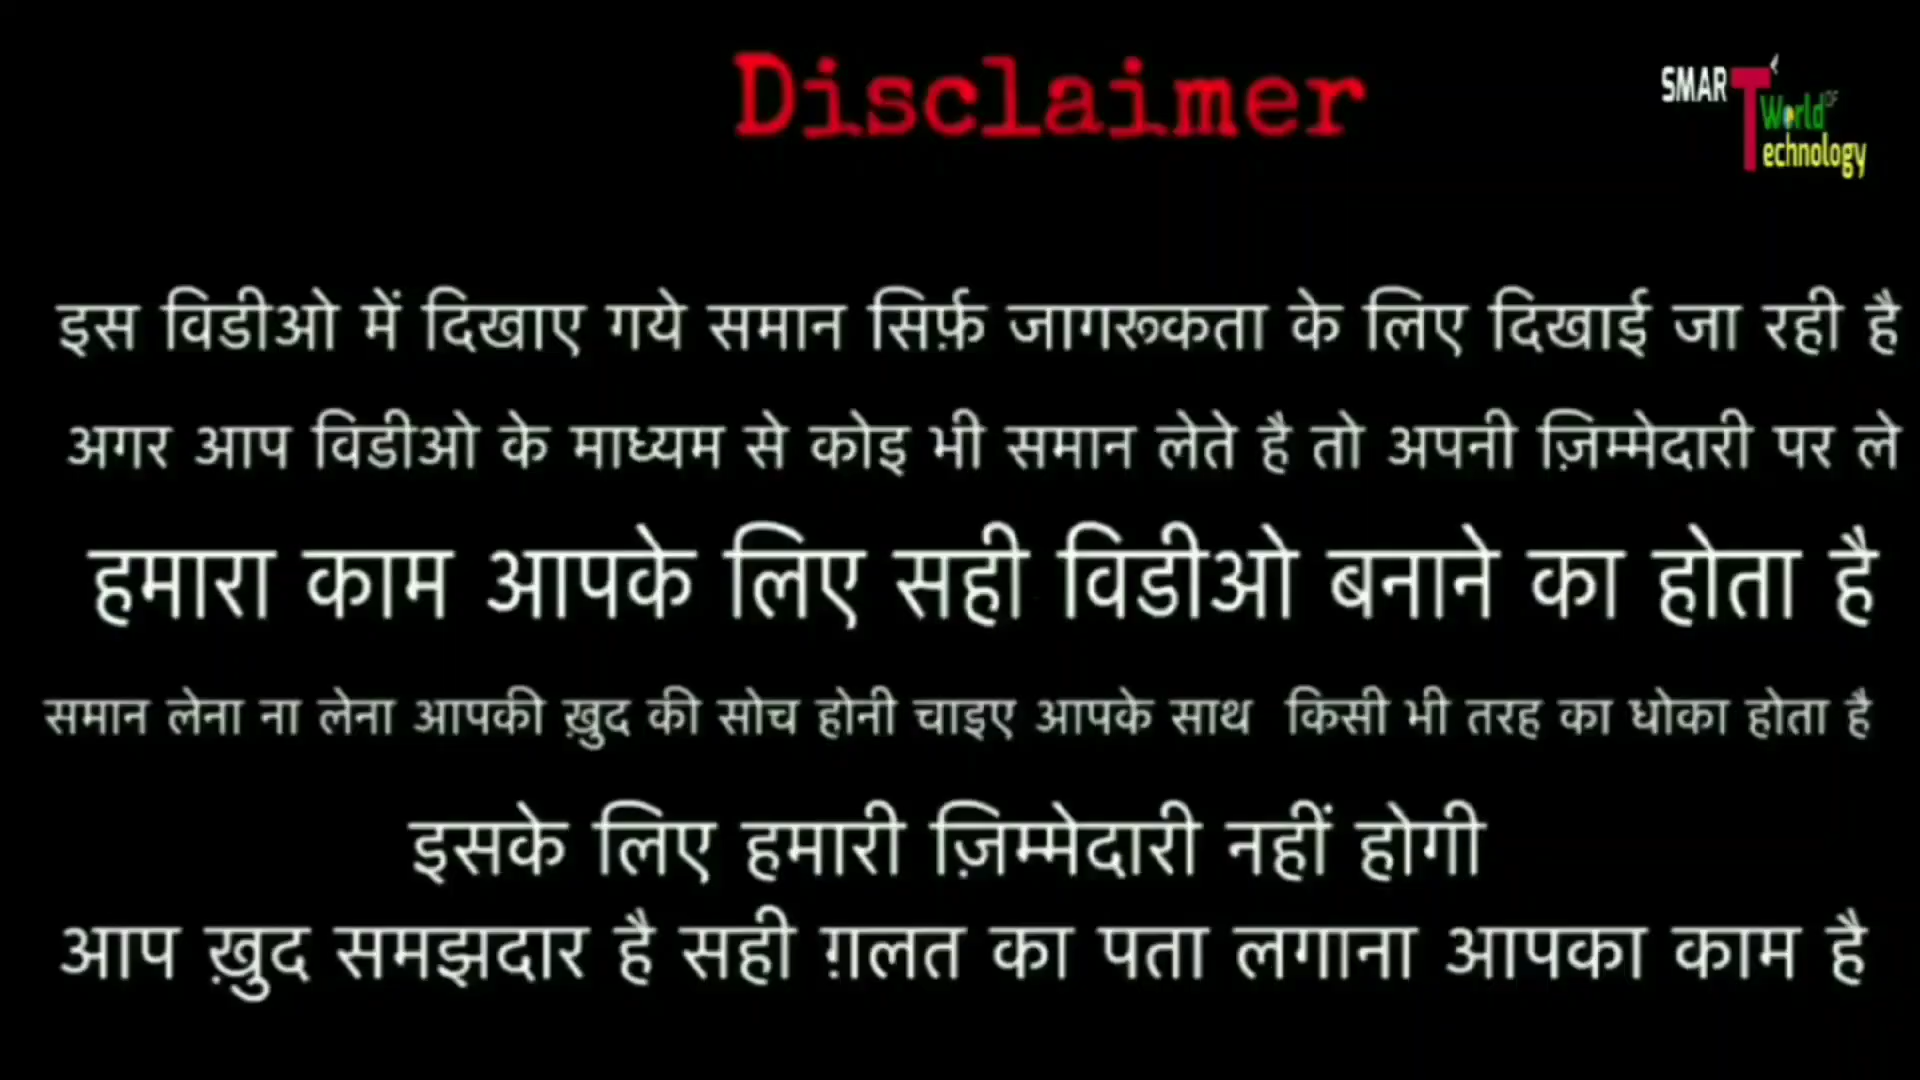 Disclaimer
SMART World OF Technology
इस विडीओ में दिखाए गये समान सिर्फ़ जागरूकता के लिए दिखाई जा रही है
अगर आप विडीओ के माध्यम से कोइ भी समान लेते है तो अपनी ज़िम्मेदारी पर ले
हमारा काम आपके लिए सही विडीओ बनाने का होता है
समान लेना ना लेना आपकी ख़ुद की सोच होनी चाइए आपके साथ किसी भी तरह का धोका होता है
इसके लिए हमारी ज़िम्मेदारी नहीं होगी
आप ख़ुद समझदार है सही ग़लत का पता लगाना आपका काम है